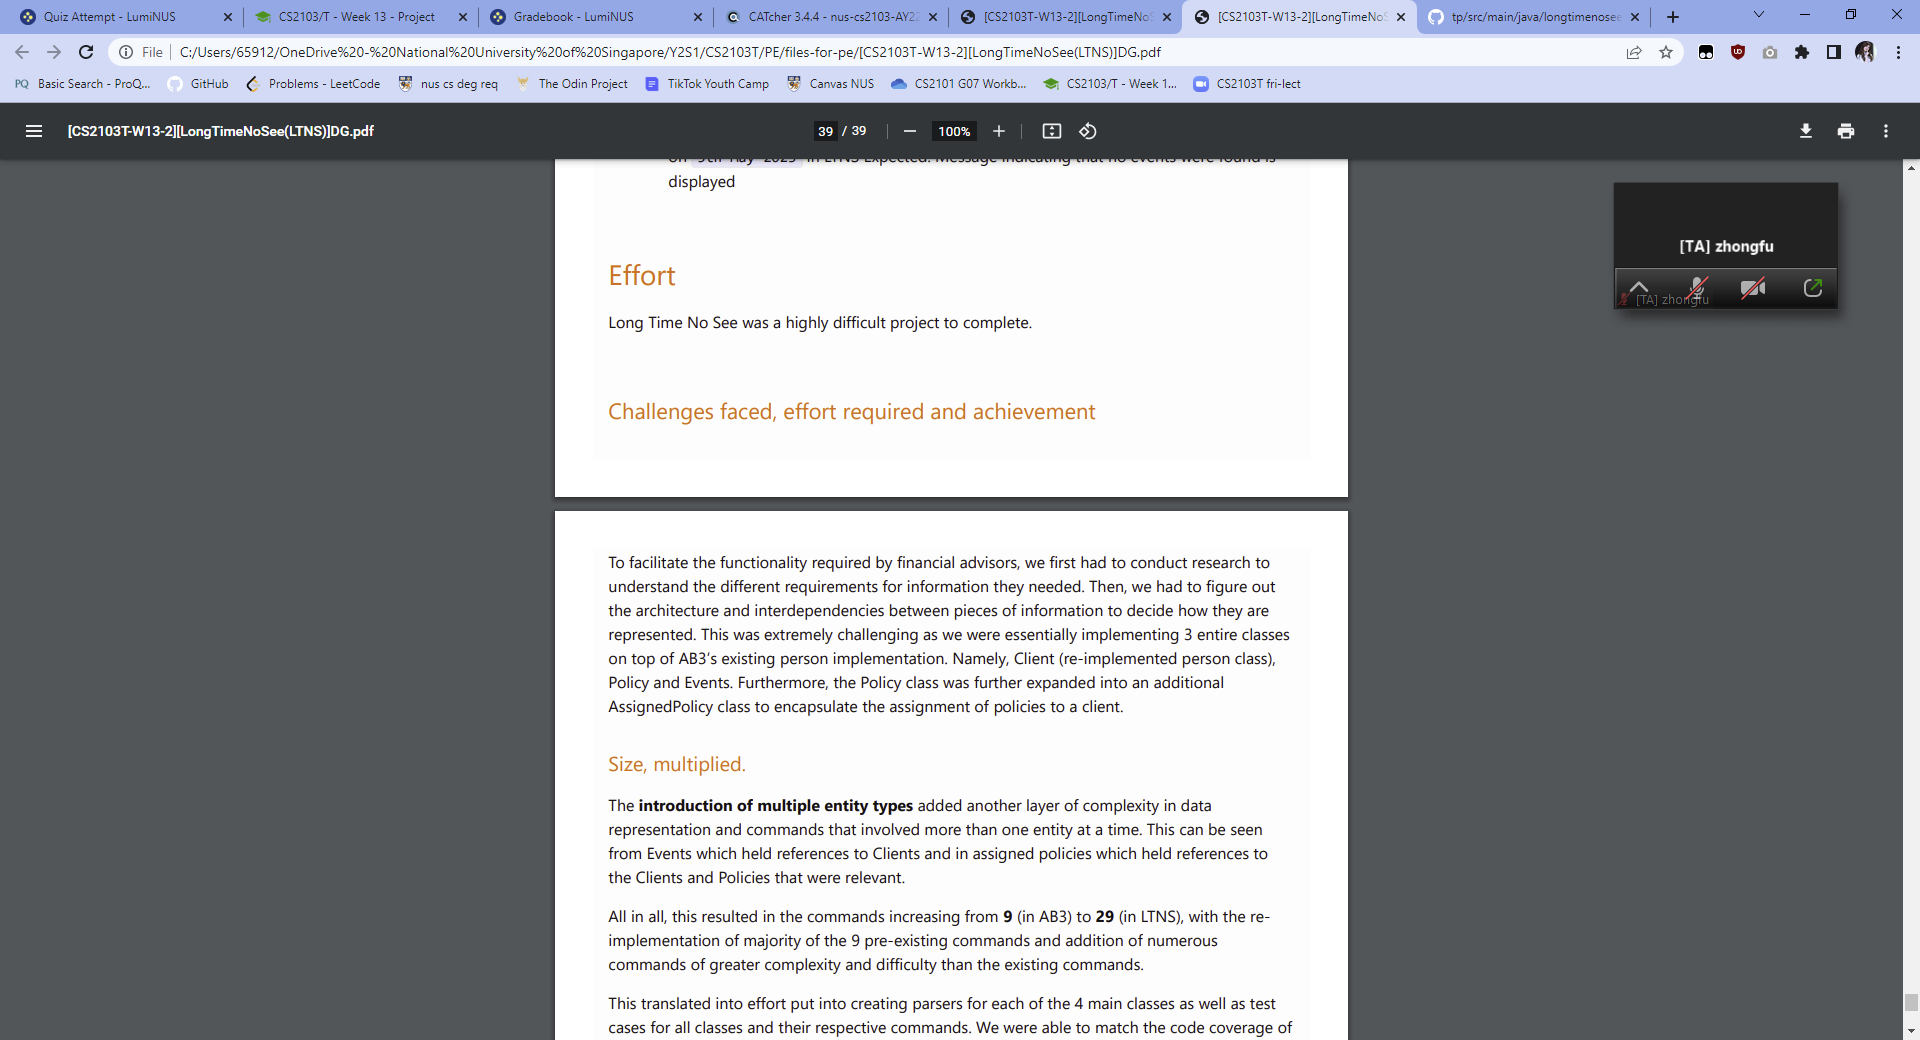 Quiz Attempt - LumiNUS
CS2103/T - Week 13 - Project
Gradebook - LumiNUS
CATcher 3.4.4 - nus-cs2103-AY22
[CS2103T-W13-2][LongTimeNoS
[CS2103T-W13-2][LongTimeNoS
tp/src/main/java/longtimenosee
File
C:/Users/65912/OneDrive%20-%20National%20University%20of%20Singapore/Y2S1/CS2103T/PE/files-for-pe/[CS2103T-W13-2][LongTimeNoSee(LTNS)]DG.pdf
PQ Basic Search - ProQ...
GitHub
Problems - LeetCode
nus cs deg req
The Odin Project
TikTok Youth Camp
Canvas NUS
CS2101 G07 Workb...
CS2103/T - Week 1...
CS2103T fri-lect
[CS2103T-W13-2][LongTimeNoSee(LTNS)]DG.pdf
39 / 39
100%
in LTNS Expected: Message indicating that no events were found is
displayed
[TA] zhongfu
[TA] zhongfu
Effort
Long Time No See was a highly difficult project to complete.
Challenges faced, effort required and achievement
To facilitate the functionality required by financial advisors, we first had to conduct research to
understand the different requirements for information they needed. Then, we had to figure out
the architecture and interdependencies between pieces of information to decide how they are
represented. This was extremely challenging as we were essentially implementing 3 entire classes
on top of AB3's existing person implementation. Namely, Client (re-implemented person class),
Policy and Events. Furthermore, the Policy class was further expanded into an additional
AssignedPolicy class to encapsulate the assignment of policies to a client.
Size, multiplied.
The introduction of multiple entity types added another layer of complexity in data
representation and commands that involved more than one entity at a time. This can be seen
from Events which held references to Clients and in assigned policies which held references to
the Clients and Policies that were relevant.
All in all, this resulted in the commands increasing from 9 (in AB3) to 29 (in LTNS), with the re-
implementation of majority of the 9 pre-existing commands and addition of numerous
commands of greater complexity and difficulty than the existing commands.
This translated into effort put into creating parsers for each of the 4 main classes as well as test
cases for all classes and their respective commands. We were able to match the code coverage of